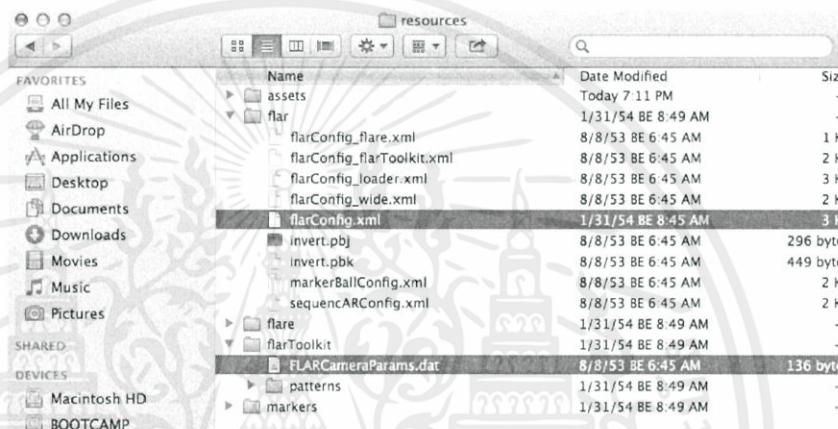 resources
Name Date Modified Siz
FAVORITES
All My Files
AirDrop
Applications
Desktop
Documents
Downloads
Movies
Music
Pictures
SHARED
DEVICES
Macintosh HD
BOOTCAMP
assets Today 7:11 PM -
flar 1/31/54 BE 8:49 AM -
flarConfig_flare.xml 8/8/53 BE 6:45 AM 1 K
flarConfig_flarToolkit.xml 8/8/53 BE 6:45 AM 2 K
flarConfig_loader.xml 8/8/53 BE 6:45 AM 3 K
flarConfig_wide.xml 8/8/53 BE 6:45 AM 2 K
flarConfig.xml 1/31/54 BE 8:45 AM 3 K
invert.pbj 8/8/53 BE 6:45 AM 296 byte
invert.pbk 8/8/53 BE 6:45 AM 449 byte
markerBallConfig.xml 8/8/53 BE 6:45 AM 2 K
sequencARConfig.xml 8/8/53 BE 6:45 AM 2 K
flare 1/31/54 BE 8:49 AM -
flarToolkit 1/31/54 BE 8:49 AM -
FLARCameraParams.dat 8/8/53 BE 6:45 AM 136 byte
patterns 1/31/54 BE 8:49 AM -
markers 1/31/54 BE 8:49 AM -